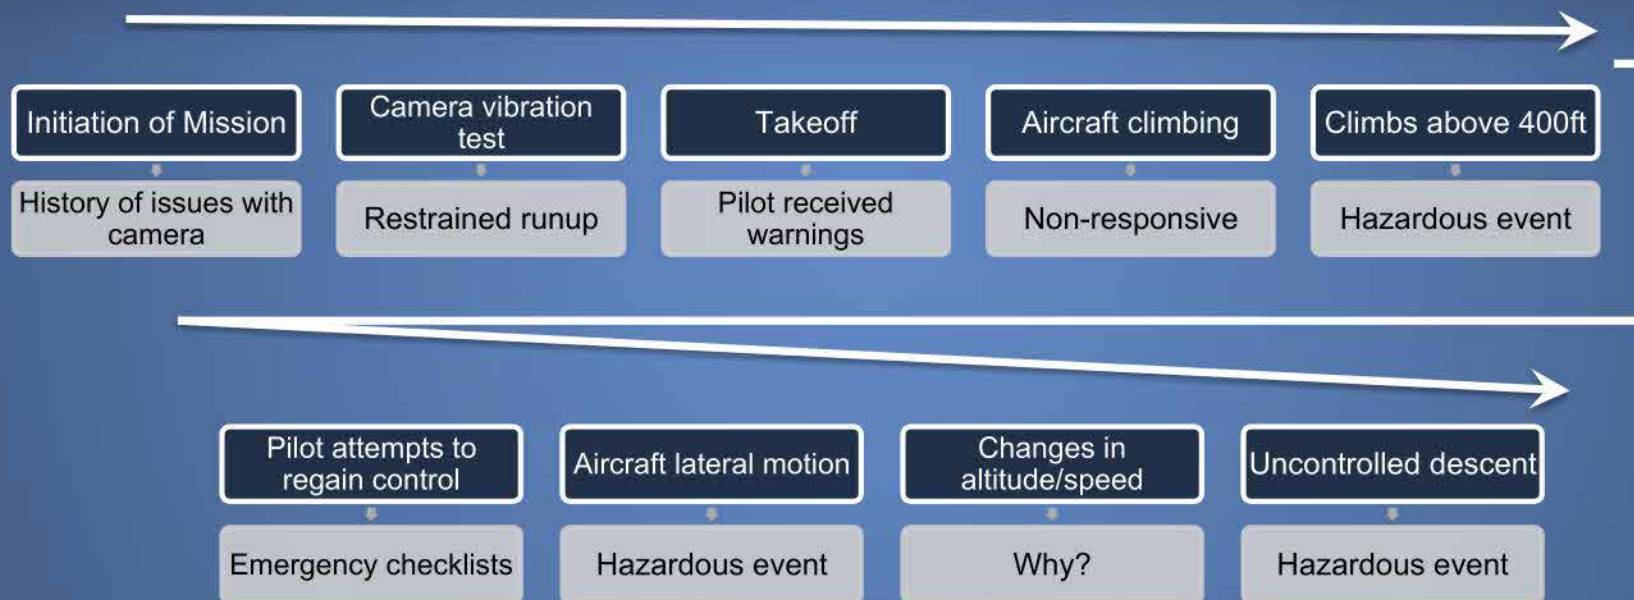 Initiation of Mission
History of issues with
camera
Camera vibration
test
Restrained runup
Takeoff
Pilot received
warnings
Aircraft climbing
Non-responsive
Climbs above 400ft
Hazardous event
Pilot attempts to
regain control
Emergency checklists
Aircraft lateral motion
Hazardous event
Changes in
altitude/speed
Why?
Uncontrolled descent
Hazardous event